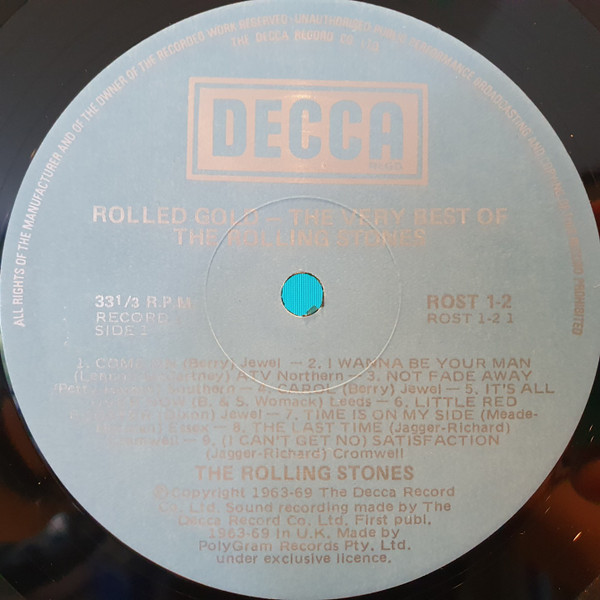 ALL RIGHTS OF THE MANUFACTURER AND OF THE OWNER OF THE RECORDED WORK RESERVED · UNAUTHORISED PUBLIC PERFORMANCE BROADCASTING AND COPYING OF THIS RECORD PROHIBITED
THE DECCA RECORD CO. LTD.
DECCA
ROLLED GOLD – THE VERY BEST OF
THE ROLLING STONES
33 1/3 R.P.M.
ROST 1-2
RECORD
ROST 1-2 1
SIDE 1
1. COME ON (Berry) Jewel — 2. I WANNA BE YOUR MAN
(Lennon-McCartney) ATV Northern — 3. NOT FADE AWAY
Southern — CAROL (Berry) Jewel — 5. IT'S ALL
NOW (B. & S. Womack) Leeds — 6. LITTLE RED
(Dixon) Jewel — 7. TIME IS ON MY SIDE (Meade-
Essex — 8. THE LAST TIME (Jagger-Richard)
Cromwell — 9. (I CAN'T GET NO) SATISFACTION
(Jagger-Richard) Cromwell
THE ROLLING STONES
©Copyright 1963-69 The Decca Record
Co. Ltd. Sound recording made by The
Decca Record Co. Ltd. First publ.
1963-69 in U.K. Made by
PolyGram Records Pty. Ltd.
under exclusive licence.